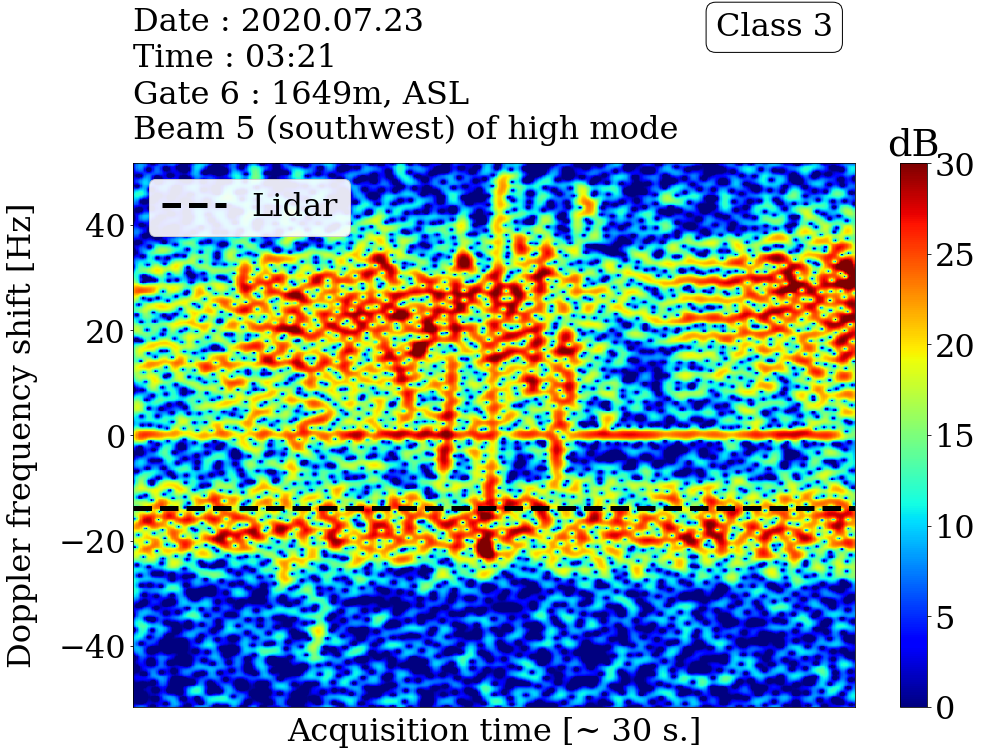 Date : 2020.07.23
Time : 03:21
Gate 6 : 1649m, ASL
Beam 5 (southwest) of high mode
Class 3
dB
Lidar
Doppler frequency shift [Hz]
40
20
0
−20
−40
30
25
20
15
10
5
0
Acquisition time [~ 30 s.]